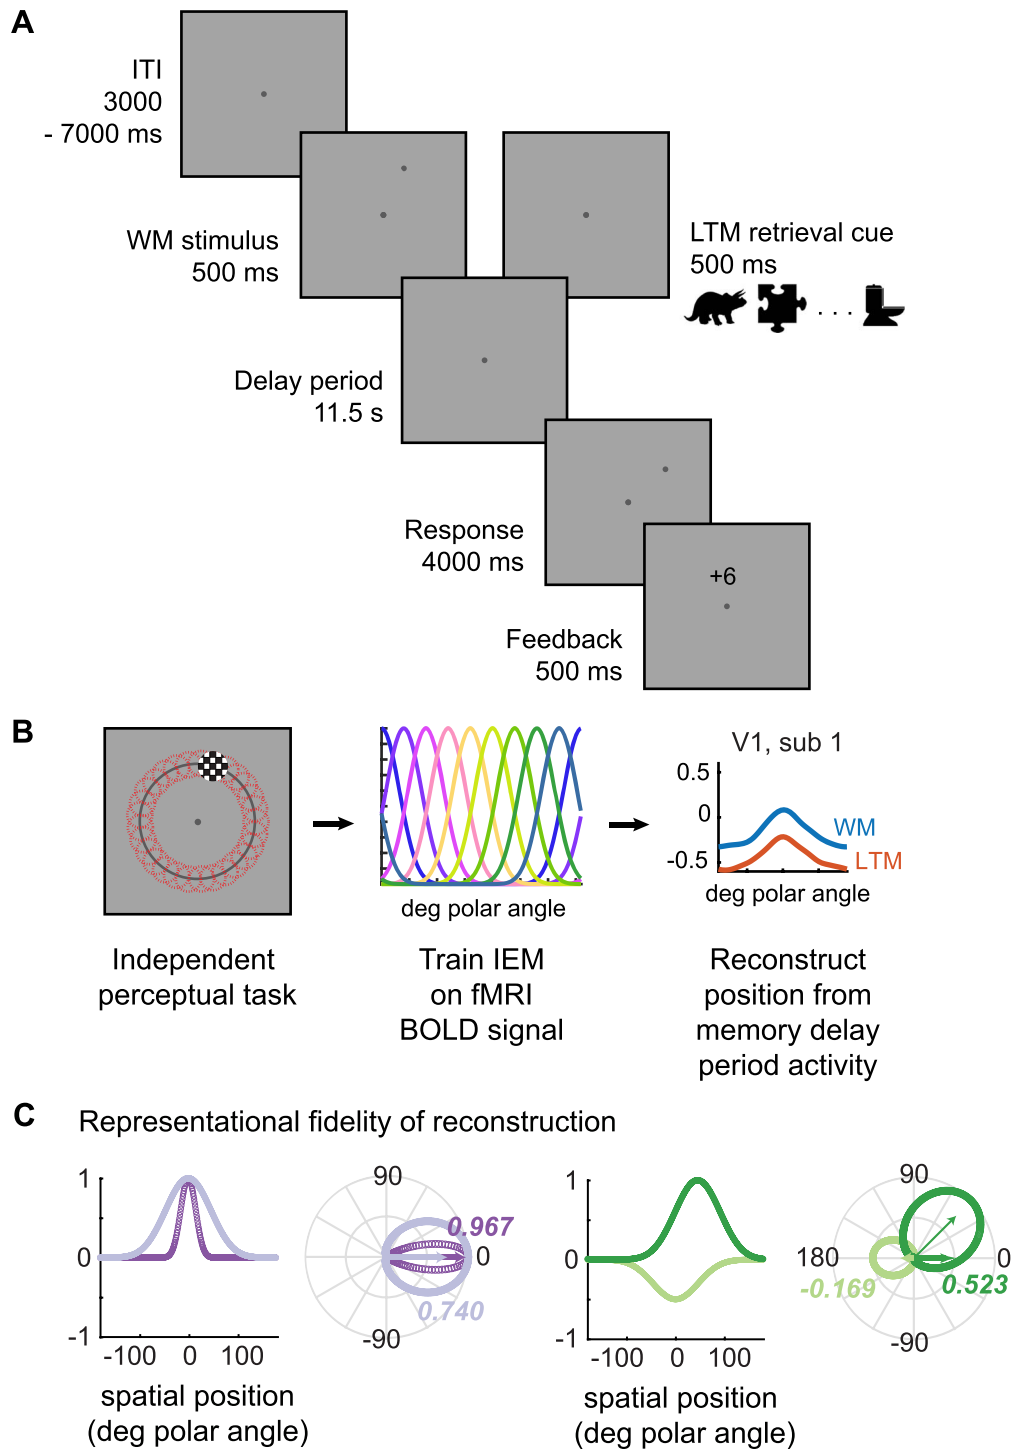 A
ITI
3000
- 7000 ms
WM stimulus
500 ms
LTM retrieval cue
500 ms
. . .
Delay period
11.5 s
Response
4000 ms
+6
Feedback
500 ms
B
V1, sub 1
0.5
0
-0.5
WM
LTM
deg polar angle
deg polar angle
Independent
perceptual task
Train IEM
on fMRI
BOLD signal
Reconstruct
position from
memory delay
period activity
C
Representational fidelity of reconstruction
1
0
-1
-100 0 100
spatial position
(deg polar angle)
90
0.967
0
0.740
-90
1
0
-1
-100 0 100
spatial position
(deg polar angle)
90
180
0
-0.169
0.523
-90